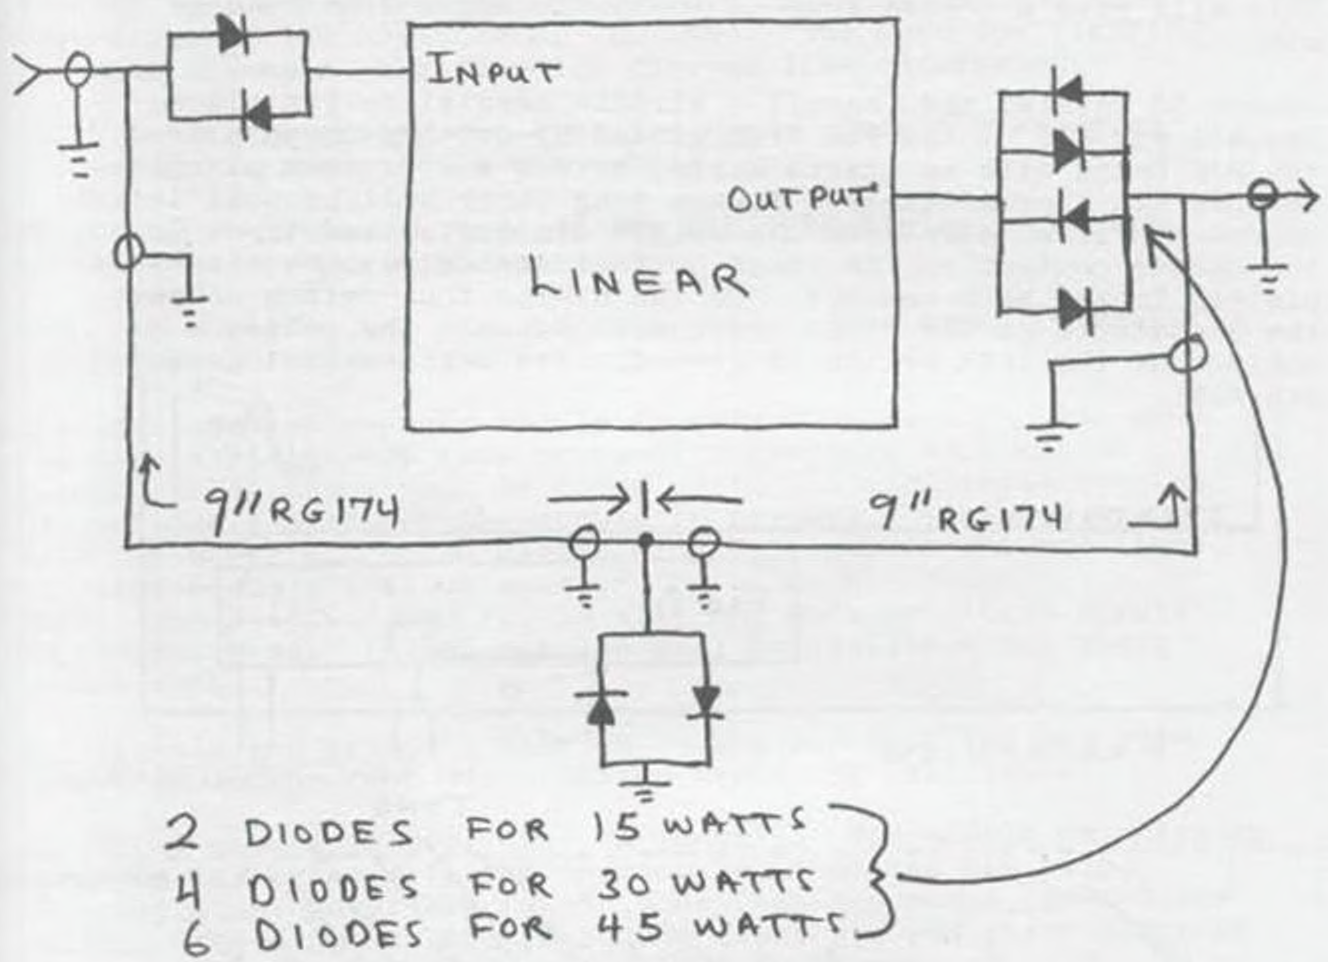 INPUT
OUTPUT
LINEAR
9" RG174
9" RG174
2 DIODES FOR 15 WATTS
4 DIODES FOR 30 WATTS
6 DIODES FOR 45 WATTS